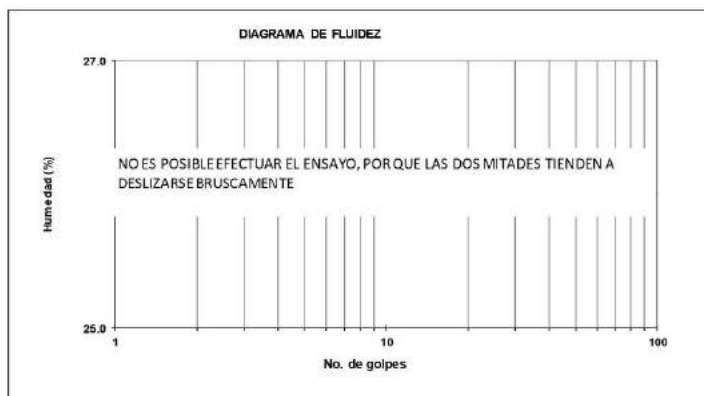 DIAGRAMA DE FLUIDEZ
27.0
Humedad (%)
NO ES POSIBLE EFECTUAR EL ENSAYO, POR QUE LAS DOS MITADES TIENDEN A
DESLIZARSE BRUSCAMENTE
25.0
1 10 100
No. de golpes